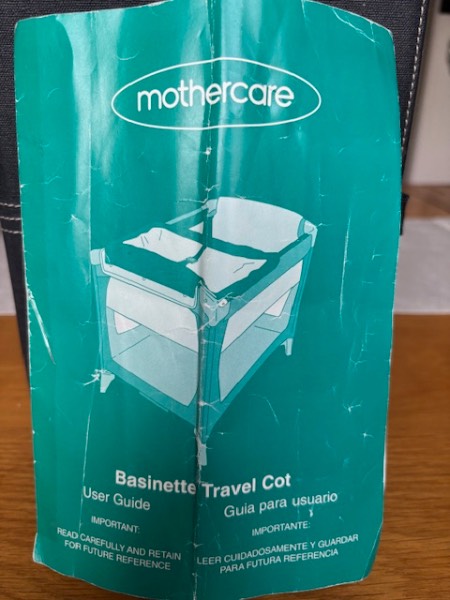 mothercare
Basinette Travel Cot
User Guide
Guia para usuario
IMPORTANT:
READ CAREFULLY AND RETAIN
FOR FUTURE REFERENCE
IMPORTANTE:
LEER CUIDADOSAMENTE Y GUARDAR
PARA FUTURA REFERENCIA